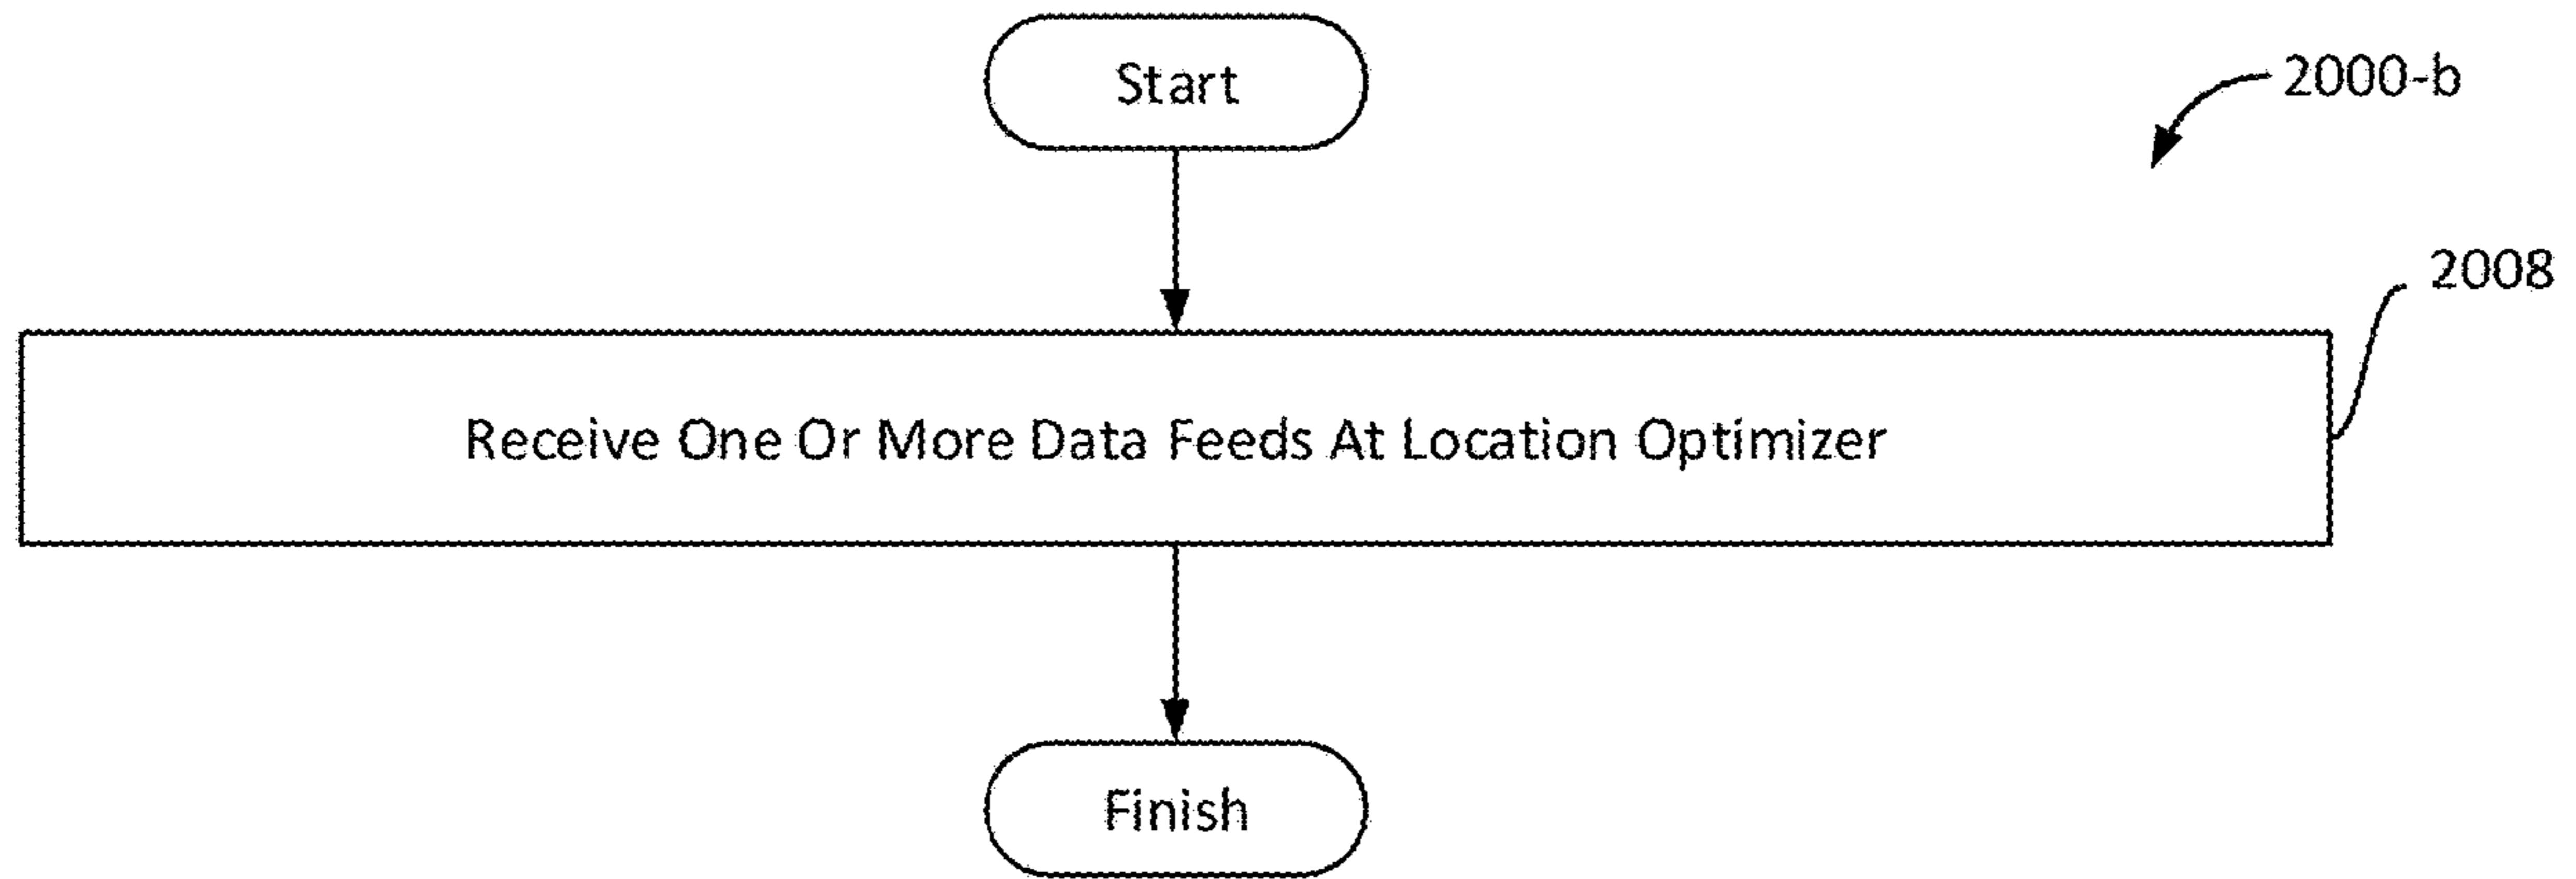 Start
2000-b
2008
Receive One Or More Data Feeds At Location Optimizer
Finish